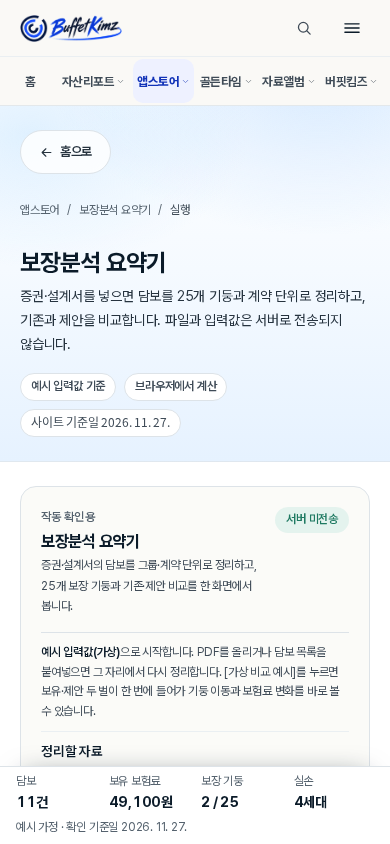 BuffetKimz
홈 자산리포트 앱스토어 골든타임 자료앨범 버핏킴즈
← 홈으로
앱스토어 / 보장분석 요약기 / 실행
보장분석 요약기
증권·설계서를 넣으면 담보를 25개 기둥과 계약 단위로 정리하고,
기존과 제안을 비교합니다. 파일과 입력값은 서버로 전송되지
않습니다.
예시 입력값 기준 브라우저에서 계산
사이트 기준일 2026. 11. 27.
작동 확인용
서버 미전송
보장분석 요약기
증권·설계서의 담보를 그룹·계약 단위로 정리하고,
25개 보장 기둥과 기존·제안 비교를 한 화면에서
봅니다.
예시 입력값(가상)으로 시작합니다. PDF를 올리거나 담보 목록을
붙여넣으면 그 자리에서 다시 정리합니다. [가상 비교 예시]를 누르면
보유·제안 두 벌이 한 번에 들어가 기둥 이동과 보험료 변화를 바로 볼
수 있습니다.
정리할 자료
담보 보유 보험료 보장 기둥 실손
11건 49,100원 2 / 25 4세대
예시 가정 · 확인 기준일 2026. 11. 27.